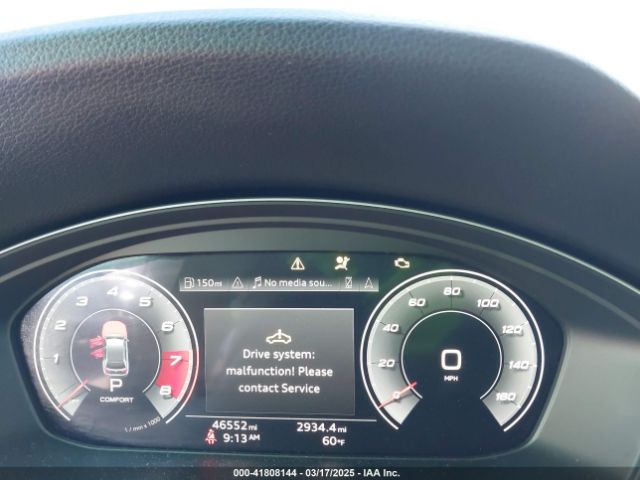 150mi No media sou...
3 4 5
2 6
1 7
8
P
COMFORT
1/min x 1000
Drive system:
malfunction! Please
contact Service
0 20 40 60 80 100 120 140 160
0
MPH
46552mi 2934.4mi
9:13AM 60°F
000-41808144 - 03/17/2025 - IAA Inc.